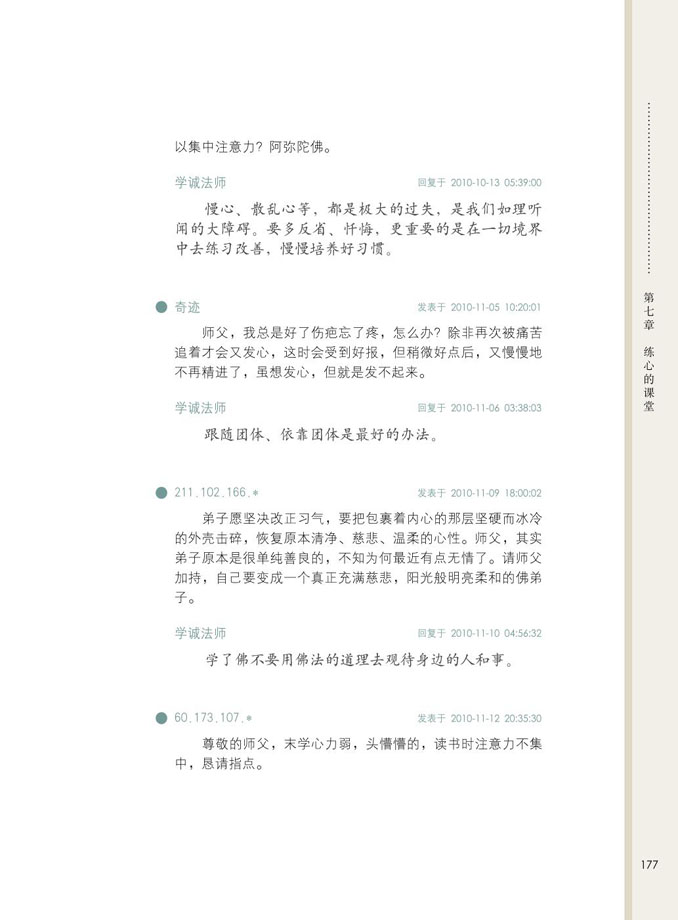 以集中注意力？阿弥陀佛。
学诚法师 回复于 2010-10-13 05:39:00
慢心、散乱心等，都是极大的过失，是我们如理听
闻的大障碍。要多反省、忏悔，更重要的是在一切境界
中去练习改善，慢慢培养好习惯。
奇迹 发表于 2010-11-05 10:20:01
师父，我总是好了伤疤忘了疼，怎么办？除非再次被痛苦
追着才会又发心，这时会受到好报，但稍微好点后，又慢慢地
不再精进了，虽想发心，但就是发不起来。
学诚法师 回复于 2010-11-06 03:38:03
跟随团体、依靠团体是最好的办法。
211.102.166.* 发表于 2010-11-09 18:00:02
弟子愿坚决改正习气，要把包裹着内心的那层坚硬而冰冷
的外壳击碎，恢复原本清净、慈悲、温柔的心性。师父，其实
弟子原本是很单纯善良的，不知为何最近有点无情了。请师父
加持，自己要变成一个真正充满慈悲，阳光般明亮柔和的佛弟
子。
学诚法师 回复于 2010-11-10 04:56:32
学了佛不要用佛法的道理去观待身边的人和事。
60.173.107.* 发表于 2010-11-12 20:35:30
尊敬的师父，末学心力弱，头懵懵的，读书时注意力不集
中，恳请指点。
第七章 练心的课堂
177